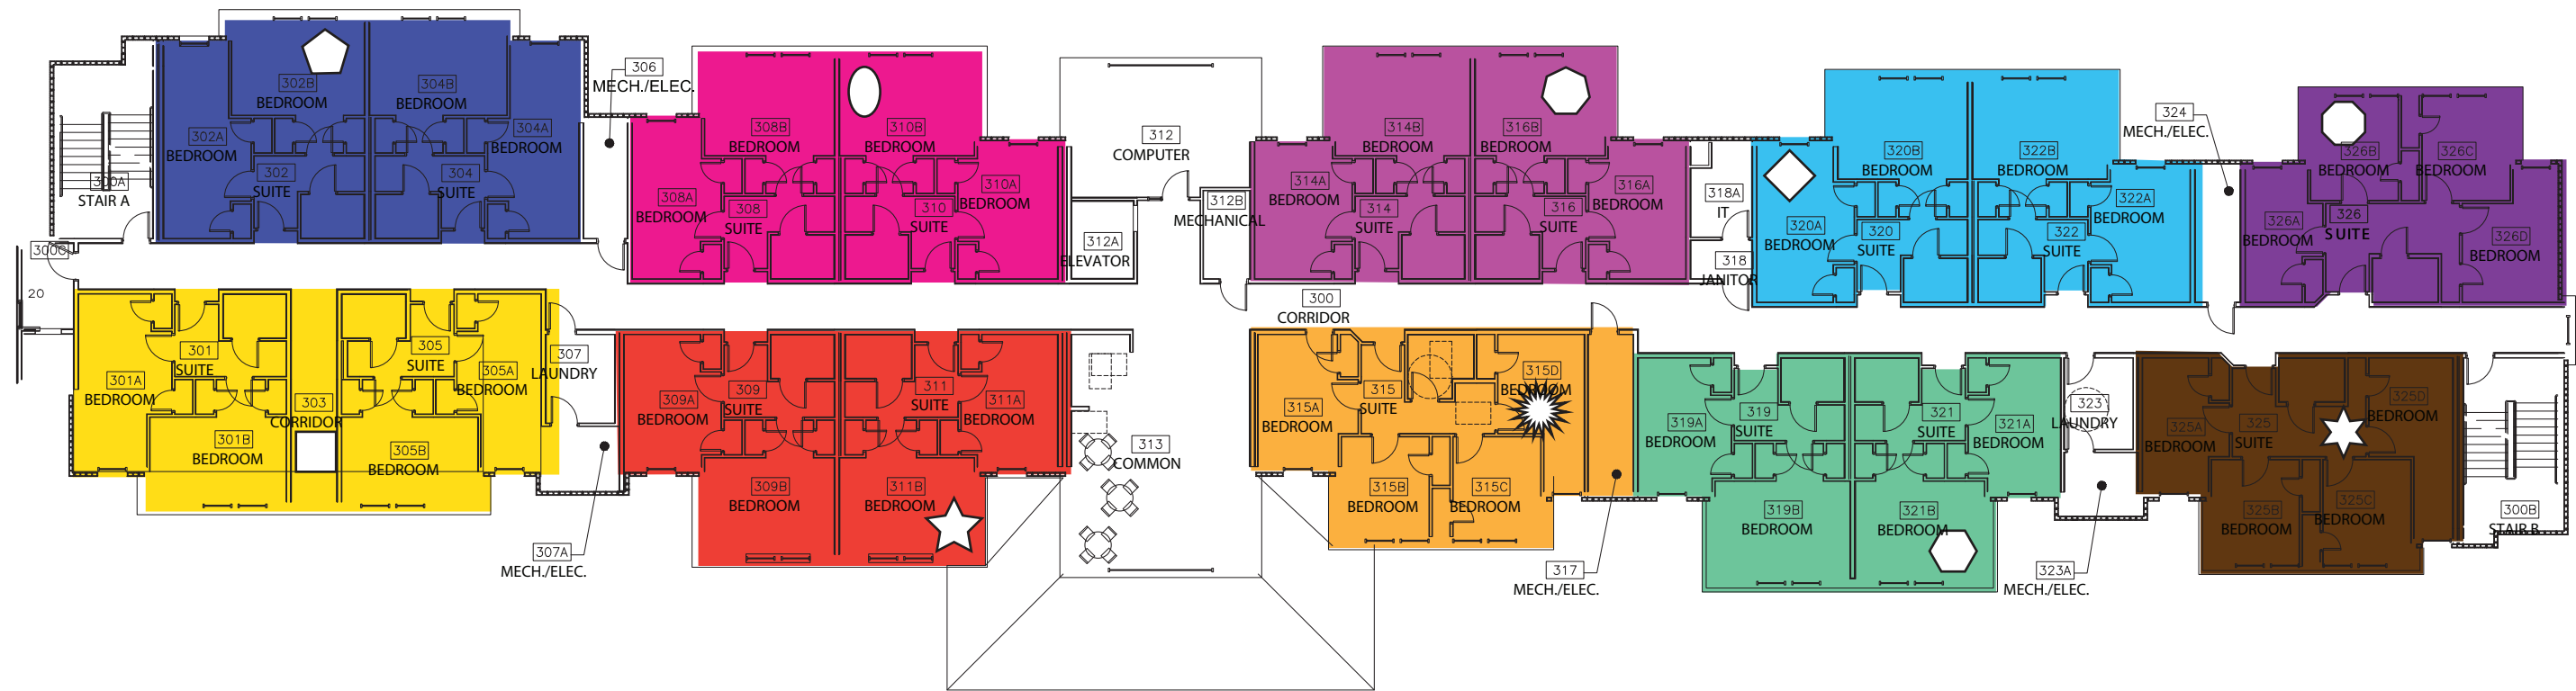 302B
BEDROOM
304B
BEDROOM
302A
BEDROOM
304A
BEDROOM
302
SUITE
304
SUITE
300A
STAIR A
300C
306
MECH./ELEC.
308B
BEDROOM
310B
BEDROOM
308A
BEDROOM
310A
BEDROOM
308
SUITE
310
SUITE
312
COMPUTER
312A
ELEVATOR
312B
MECHANICAL
314B
BEDROOM
316B
BEDROOM
314A
BEDROOM
316A
BEDROOM
314
SUITE
316
SUITE
318A
IT
318
JANITOR
320B
BEDROOM
322B
BEDROOM
320A
BEDROOM
322A
BEDROOM
320
SUITE
322
SUITE
324
MECH./ELEC.
326B
BEDROOM
326C
BEDROOM
326A
BEDROOM
326
SUITE
326D
BEDROOM
20
300
CORRIDOR
301
SUITE
305
SUITE
301A
BEDROOM
305A
BEDROOM
303
CORRIDOR
301B
BEDROOM
305B
BEDROOM
307
LAUNDRY
307A
MECH./ELEC.
309
SUITE
311
SUITE
309A
BEDROOM
311A
BEDROOM
309B
BEDROOM
311B
BEDROOM
313
COMMON
315A
BEDROOM
315
SUITE
315D
BEDROOM
315B
BEDROOM
315C
BEDROOM
317
MECH./ELEC.
319A
BEDROOM
319
SUITE
321
SUITE
321A
BEDROOM
319B
BEDROOM
321B
BEDROOM
323
LAUNDRY
323A
MECH./ELEC.
325A
BEDROOM
325
SUITE
325D
BEDROOM
325B
BEDROOM
325C
BEDROOM
300B
STAIR B